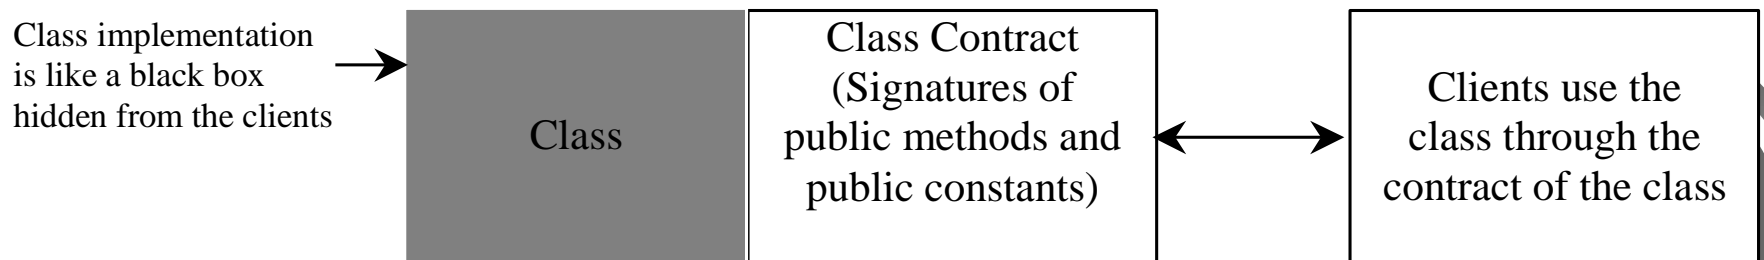 Class implementation
is like a black box
hidden from the clients
Class
Class Contract
(Signatures of
public methods and
public constants)
Clients use the
class through the
contract of the class